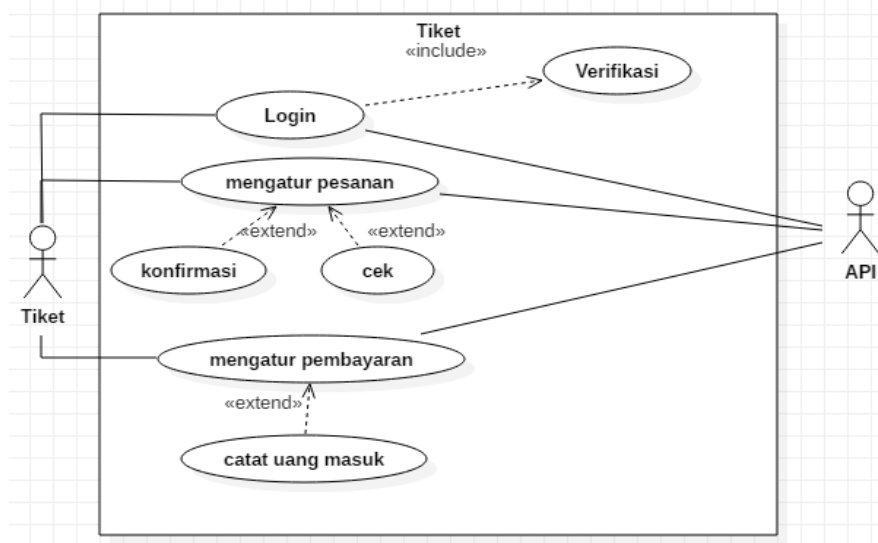 Tiket
«include»
Verifikasi
Login
mengatur pesanan
«extend»
«extend»
konfirmasi
cek
API
Tiket
mengatur pembayaran
«extend»
catat uang masuk